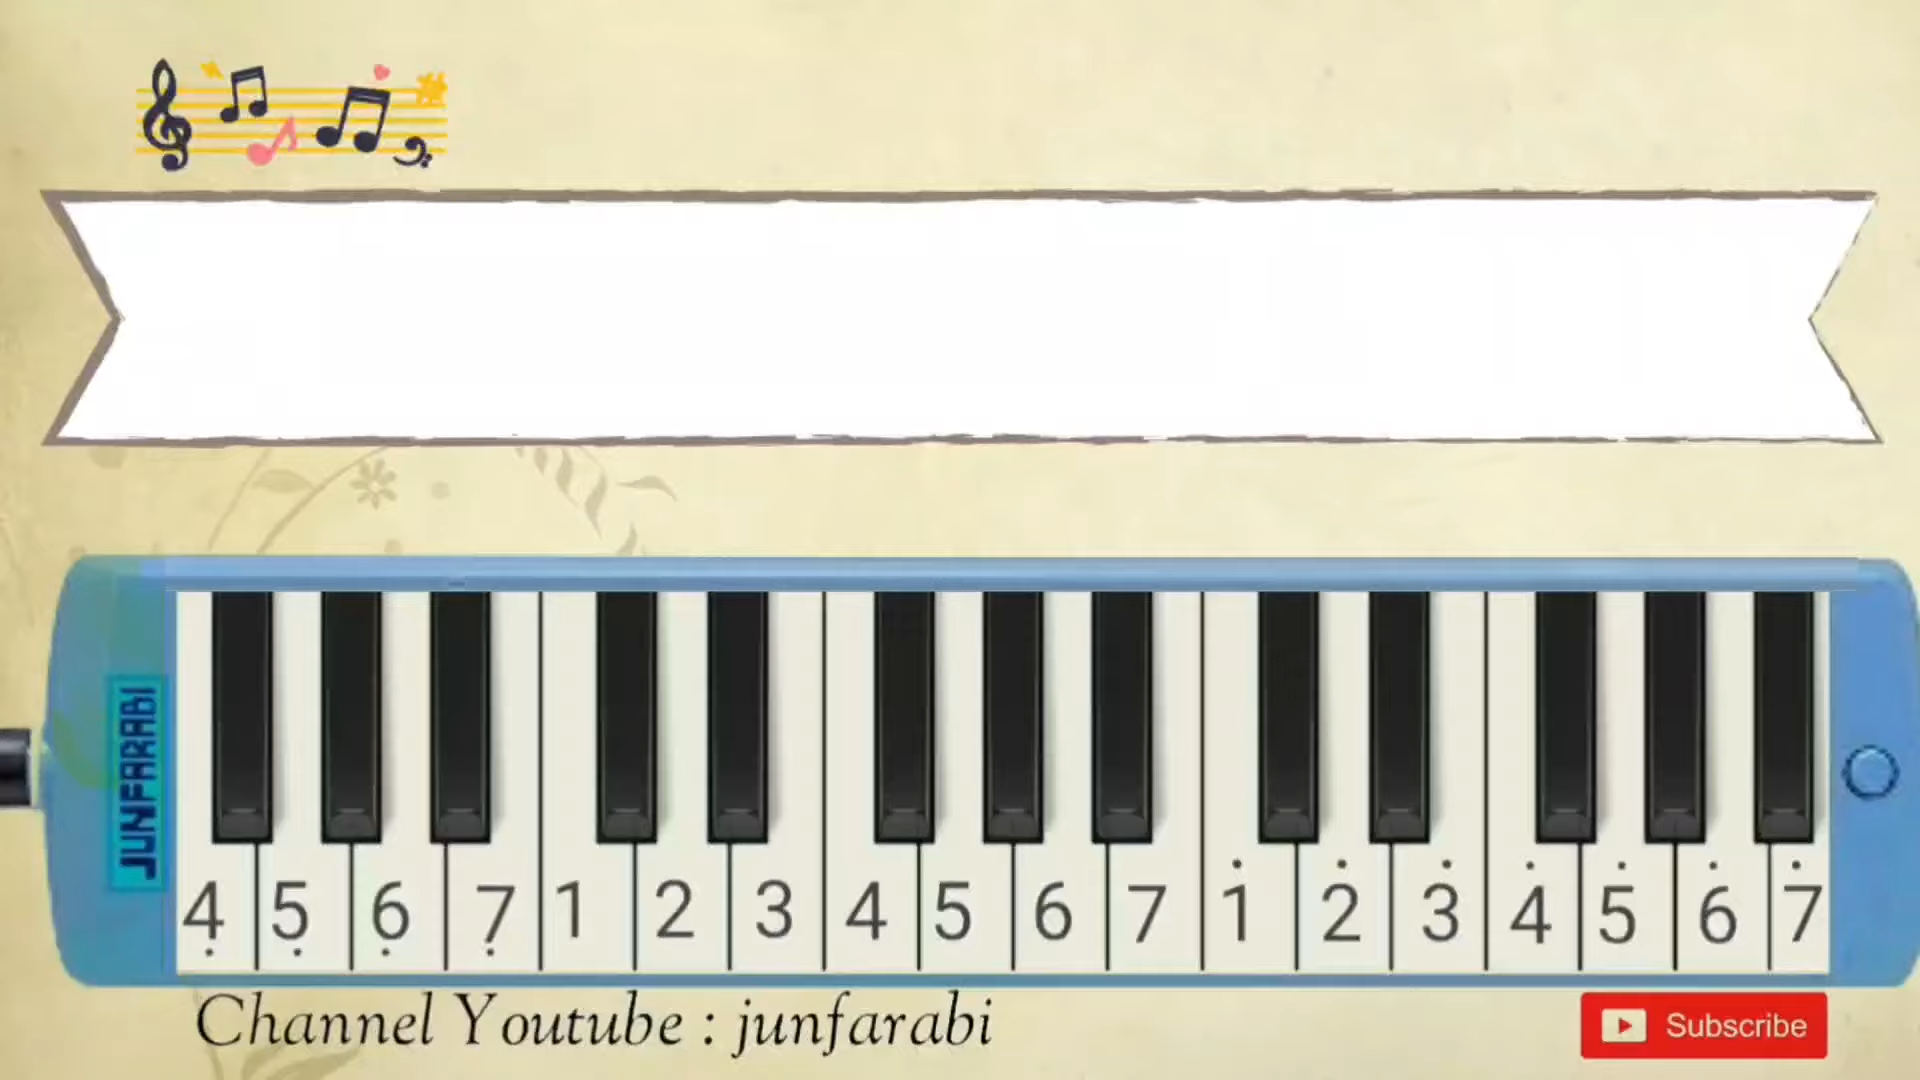 JUNFARABI
4̣ 5̣ 6̣ 7̣ 1 2 3 4 5 6 7 1̇ 2̇ 3̇ 4̇ 5̇ 6̇ 7̇
Channel Youtube : junfarabi
Subscribe